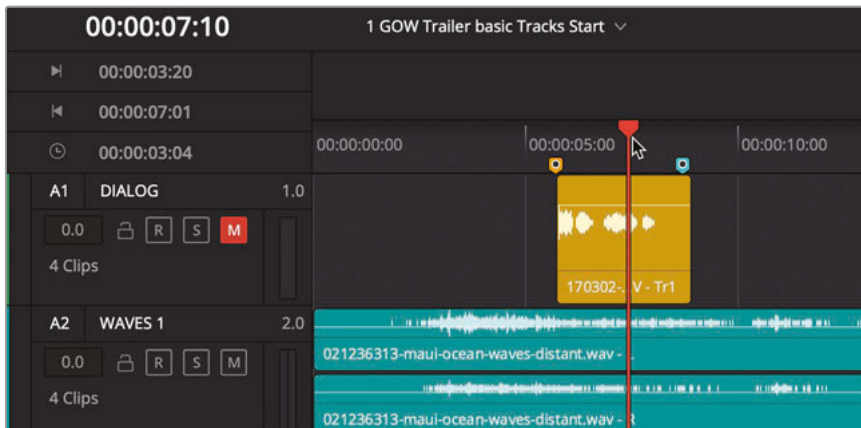 00:00:07:10
1 GOW Trailer basic Tracks Start
00:00:03:20
00:00:07:01
00:00:03:04
00:00:00:00 00:00:05:00 00:00:10:00
A1 DIALOG 1.0
0.0 R S M
4 Clips
170302-...V - Tr1
A2 WAVES 1 2.0
0.0 R S M
4 Clips
021236313-maui-ocean-waves-distant.wav -
021236313-maui-ocean-waves-distant.wav - R